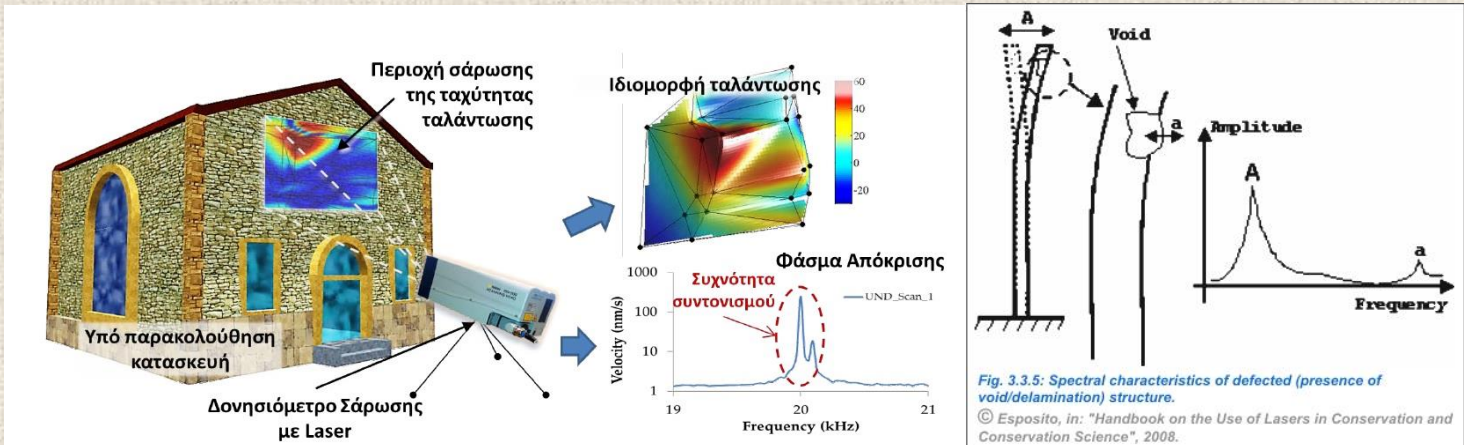 Περιοχή σάρωσης
της ταχύτητας
ταλάντωσης
Υπό παρακολούθηση
κατασκευή
Δονησιόμετρο Σάρωσης
με Laser
Ιδιομορφή ταλάντωσης
60
40
20
0
-20
Φάσμα Απόκρισης
Συχνότητα
συντονισμού
UND_Scan_1
Velocity (nm/s)
1000
100
10
1
19
20
21
Frequency (kHz)
A
Void
a
Amplitude
A
a
Frequency
Fig. 3.3.5: Spectral characteristics of defected (presence of
void/delamination) structure.
© Esposito, in: "Handbook on the Use of Lasers in Conservation and
Conservation Science", 2008.